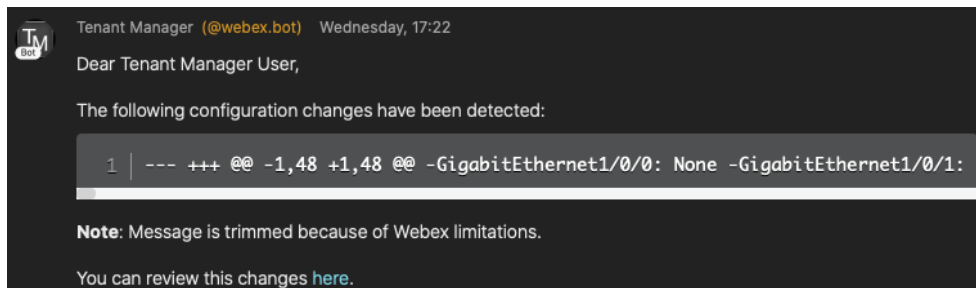 TM
Bot
Tenant Manager (@webex.bot) Wednesday, 17:22
Dear Tenant Manager User,
The following configuration changes have been detected:
1 --- +++ @@ -1,48 +1,48 @@ -GigabitEthernet1/0/0: None -GigabitEthernet1/0/1:
Note: Message is trimmed because of Webex limitations.
You can review this changes here.